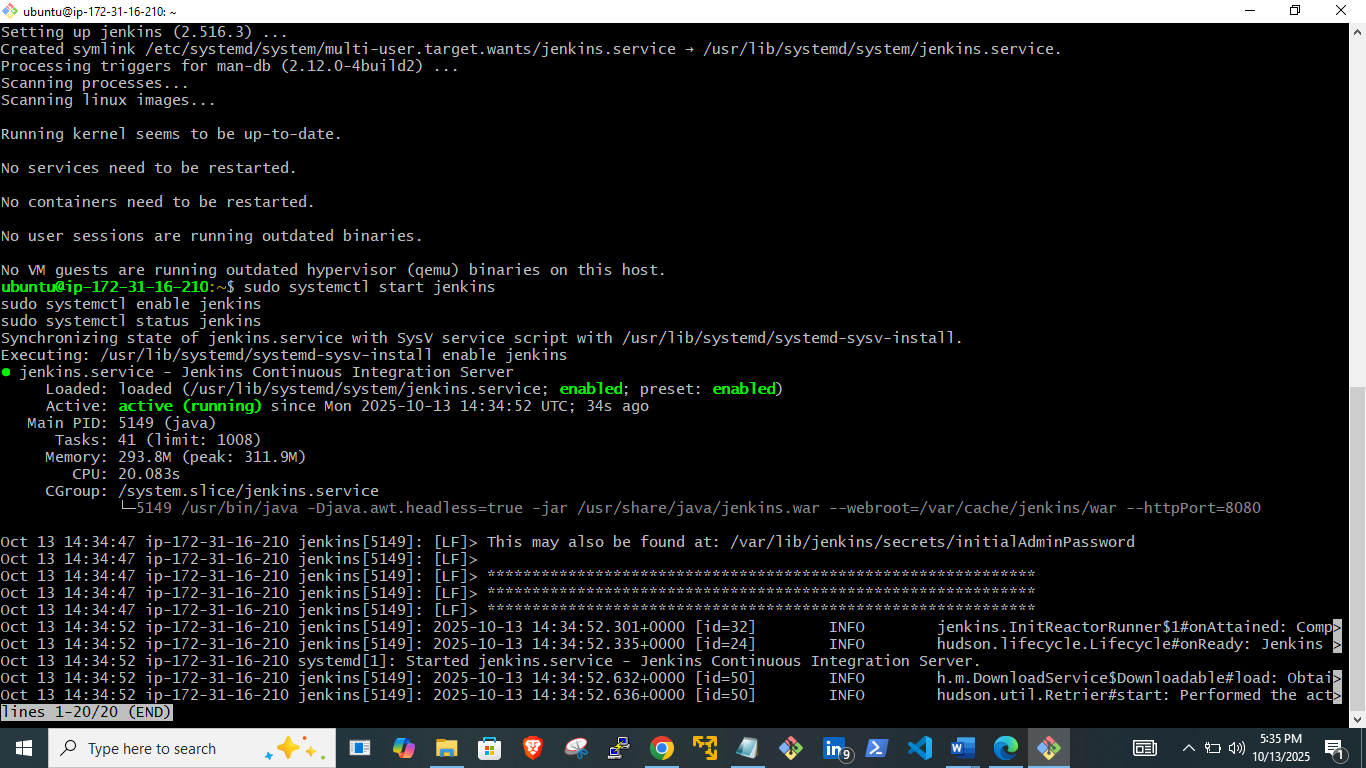 ubuntu@ip-172-31-16-210: ~
Setting up jenkins (2.516.3) ...
Created symlink /etc/systemd/system/multi-user.target.wants/jenkins.service → /usr/lib/systemd/system/jenkins.service.
Processing triggers for man-db (2.12.0-4build2) ...
Scanning processes...
Scanning linux images...
Running kernel seems to be up-to-date.
No services need to be restarted.
No containers need to be restarted.
No user sessions are running outdated binaries.
No VM guests are running outdated hypervisor (qemu) binaries on this host.
ubuntu@ip-172-31-16-210:~$ sudo systemctl start jenkins
sudo systemctl enable jenkins
sudo systemctl status jenkins
Synchronizing state of jenkins.service with SysV service script with /usr/lib/systemd/systemd-sysv-install.
Executing: /usr/lib/systemd/systemd-sysv-install enable jenkins
● jenkins.service - Jenkins Continuous Integration Server
Loaded: loaded (/usr/lib/systemd/system/jenkins.service; enabled; preset: enabled)
Active: active (running) since Mon 2025-10-13 14:34:52 UTC; 34s ago
Main PID: 5149 (java)
Tasks: 41 (limit: 1008)
Memory: 293.8M (peak: 311.9M)
CPU: 20.083s
CGroup: /system.slice/jenkins.service
└─5149 /usr/bin/java -Djava.awt.headless=true -jar /usr/share/java/jenkins.war --webroot=/var/cache/jenkins/war --httpPort=8080
Oct 13 14:34:47 ip-172-31-16-210 jenkins[5149]: [LF]> This may also be found at: /var/lib/jenkins/secrets/initialAdminPassword
Oct 13 14:34:47 ip-172-31-16-210 jenkins[5149]: [LF]>
Oct 13 14:34:47 ip-172-31-16-210 jenkins[5149]: [LF]> *************************************************************
Oct 13 14:34:47 ip-172-31-16-210 jenkins[5149]: [LF]> *************************************************************
Oct 13 14:34:47 ip-172-31-16-210 jenkins[5149]: [LF]> *************************************************************
Oct 13 14:34:52 ip-172-31-16-210 jenkins[5149]: 2025-10-13 14:34:52.301+0000 [id=32] INFO jenkins.InitReactorRunner$1#onAttained: Comp>
Oct 13 14:34:52 ip-172-31-16-210 jenkins[5149]: 2025-10-13 14:34:52.335+0000 [id=24] INFO hudson.lifecycle.Lifecycle#onReady: Jenkins >
Oct 13 14:34:52 ip-172-31-16-210 systemd[1]: Started jenkins.service - Jenkins Continuous Integration Server.
Oct 13 14:34:52 ip-172-31-16-210 jenkins[5149]: 2025-10-13 14:34:52.632+0000 [id=50] INFO h.m.DownloadService$Downloadable#load: Obtai>
Oct 13 14:34:52 ip-172-31-16-210 jenkins[5149]: 2025-10-13 14:34:52.636+0000 [id=50] INFO hudson.util.Retrier#start: Performed the act>
lines 1-20/20 (END)
Type here to search
9
5:35 PM
10/13/2025
1